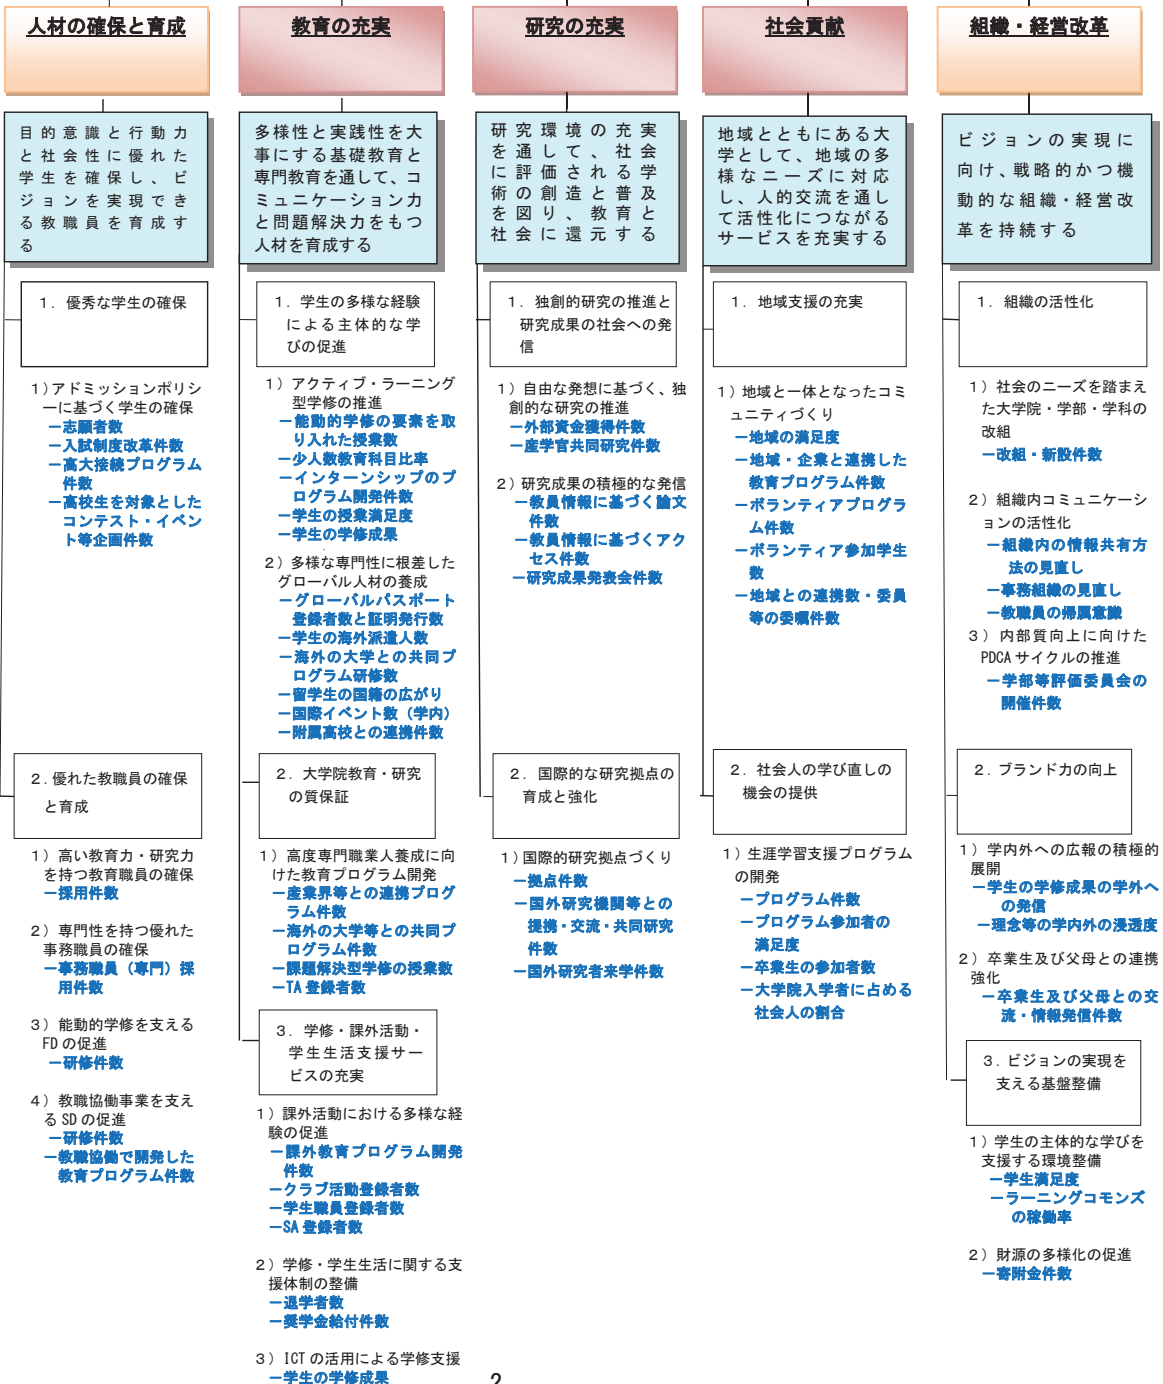 人材の確保と育成
目的意識と行動力
と社会性に優れた
学生を確保し、ビ
ジョンを実現でき
る教職員を育成す
る
1. 優秀な学生の確保
1）アドミッションポリシ
ーに基づく学生の確保
－志願者数
－入試制度改革件数
－高大接続プログラム
件数
－高校生を対象とした
コンテスト・イベン
ト等企画件数
2. 優れた教職員の確保
と育成
1）高い教育力・研究力
を持つ教育職員の確保
－採用件数
2）専門性を持つ優れた
事務職員の確保
－事務職員（専門）採
用件数
3）能動的学修を支える
FDの促進
－研修件数
4）教職協働事業を支え
るSDの促進
－研修件数
－教職協働で開発した
教育プログラム件数
教育の充実
多様性と実践性を大
事にする基礎教育と
専門教育を通して、コ
ミュニケーション力
と問題解決力をもつ
人材を育成する
1. 学生の多様な経験
による主体的な学
びの促進
1）アクティブ・ラーニング
型学修の推進
－能動的学修の要素を取
り入れた授業数
－少人数教育科目比率
－インターンシップのプ
ログラム開発件数
－学生の授業満足度
－学生の学修成果
2）多様な専門性に根差した
グローバル人材の養成
－グローバルパスポート
登録者数と証明発行数
－学生の海外派遣人数
－海外の大学との共同プ
ログラム研修数
－留学生の国籍の広がり
－国際イベント数（学内）
－附属高校との連携件数
2. 大学院教育・研究
の質保証
1）高度専門職業人養成に向
けた教育プログラム開発
－産業界等との連携プログ
ラム件数
－海外の大学等との共同プ
ログラム件数
－課題解決型学修の授業数
－TA登録者数
3. 学修・課外活動・
学生生活支援サー
ビスの充実
1）課外活動における多様な経
験の促進
－課外教育プログラム開発
件数
－クラブ活動登録者数
－学生職員登録者数
－SA登録者数
2）学修・学生生活に関する支
援体制の整備
－退学者数
－奨学金給付件数
3）ICTの活用による学修支援
－学生の学修成果
研究の充実
研究環境の充実
を通して、社会
に評価される学
術の創造と普及
を図り、教育と
社会に還元する
1. 独創的研究の推進と
研究成果の社会への発
信
1）自由な発想に基づく、独
創的な研究の推進
－外部資金獲得件数
－産学官共同研究件数
2）研究成果の積極的な発信
－教員情報に基づく論文
件数
－教員情報に基づくアク
セス件数
－研究成果発表会件数
2. 国際的な研究拠点の
育成と強化
1）国際的研究拠点づくり
－拠点件数
－国外研究機関等との
提携・交流・共同研究
件数
－国外研究者来学件数
社会貢献
地域とともにある大
学として、地域の多
様なニーズに対応
し、人的交流を通し
て活性化につながる
サービスを充実する
1. 地域支援の充実
1）地域と一体となったコミ
ュニティづくり
－地域の満足度
－地域・企業と連携した
教育プログラム件数
－ボランティアプログラ
ム件数
－ボランティア参加学生
数
－地域との連携数・委員
等の委嘱件数
2. 社会人の学び直しの
機会の提供
1）生涯学習支援プログラム
の開発
－プログラム件数
－プログラム参加者の
満足度
－卒業生の参加者数
－大学院入学者に占める
社会人の割合
組織・経営改革
ビジョンの実現に
向け、戦略的かつ機
動的な組織・経営改
革を持続する
1. 組織の活性化
1）社会のニーズを踏まえ
た大学院・学部・学科の
改組
－改組・新設件数
2）組織内コミュニケーシ
ョンの活性化
－組織内の情報共有方
法の見直し
－事務組織の見直し
－教職員の帰属意識
3）内部質向上に向けた
PDCAサイクルの推進
－学部等評価委員会の
開催件数
2. ブランド力の向上
1）学内外への広報の積極的
展開
－学生の学修成果の学外へ
の発信
－理念等の学内外の浸透度
2）卒業生及び父母との連携
強化
－卒業生及び父母との交
流・情報発信件数
3. ビジョンの実現を
支える基盤整備
1）学生の主体的な学びを
支援する環境整備
－学生満足度
－ラーニングコモンズ
の稼働率
2）財源の多様化の促進
－寄附金件数
2